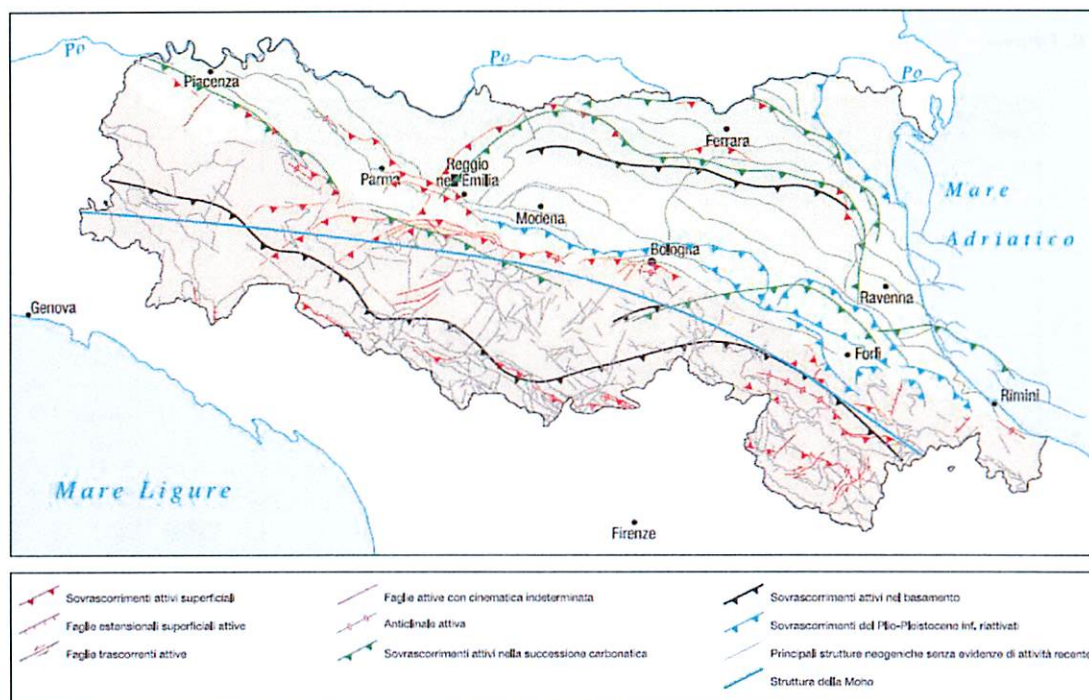 Po
Po
Po
Piacenza
Ferrara
Parma
Reggio
nell'Emilia
Modena
Mare
Adriatico
Bologna
Ravenna
Genova
Forlì
Rimini
Mare Ligure
Firenze
Sovrascorrimenti attivi superficiali
Faglie estensionali superficiali attive
Faglie trascorrenti attive
Faglie attive con cinematica indeterminata
Anticlinale attiva
Sovrascorrimenti attivi nella successione carbonatica
Sovrascorrimenti attivi nel basamento
Sovrascorrimenti del Plio-Pleistocene inf. riattivati
Principali strutture neogeniche senza evidenze di attività recente
Struttura della Moho